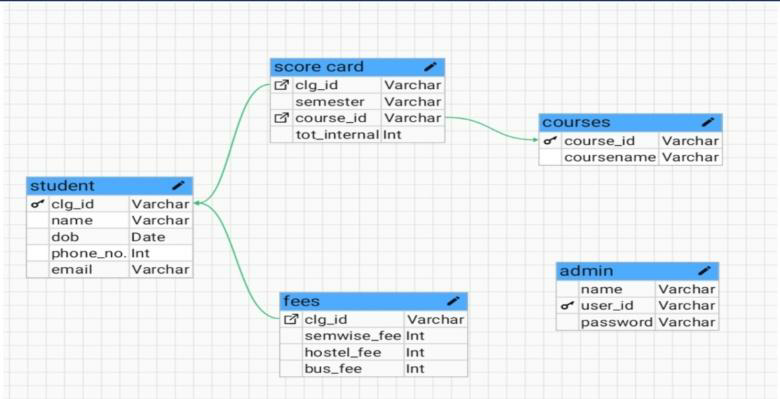 score card
clg_id Varchar
semester Varchar
course_id Varchar
tot_internal Int
courses
course_id Varchar
coursename Varchar
student
clg_id Varchar
name Varchar
dob Date
phone_no. Int
email Varchar
fees
clg_id Varchar
semwise_fee Int
hostel_fee Int
bus_fee Int
admin
name Varchar
user_id Varchar
password Varchar